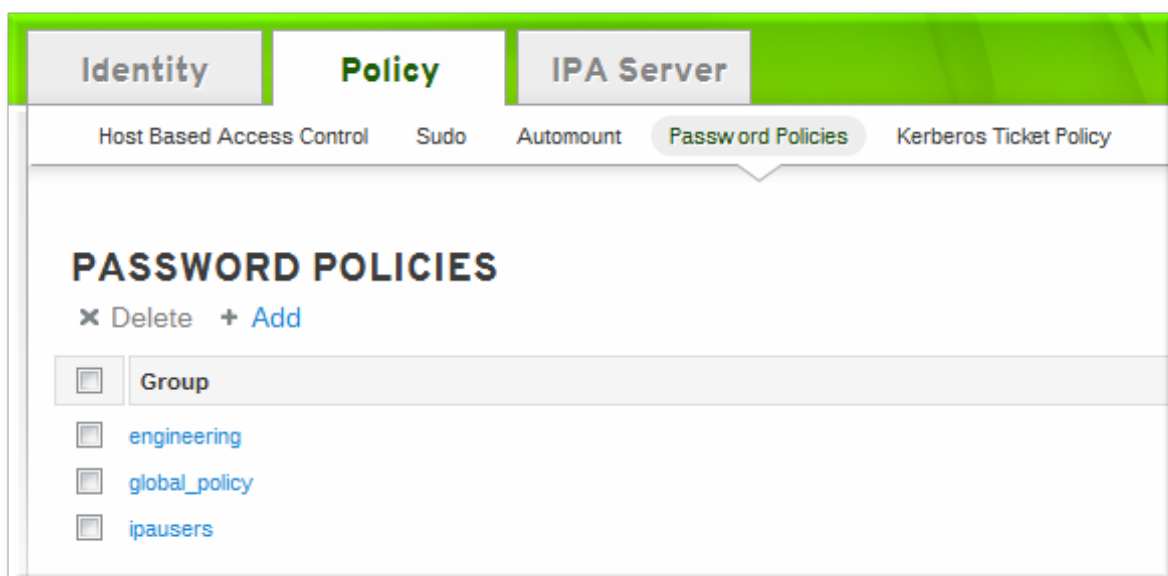 Identity Policy IPA Server
Host Based Access Control Sudo Automount Password Policies Kerberos Ticket Policy
PASSWORD POLICIES
Delete Add
Group
engineering
global_policy
ipausers